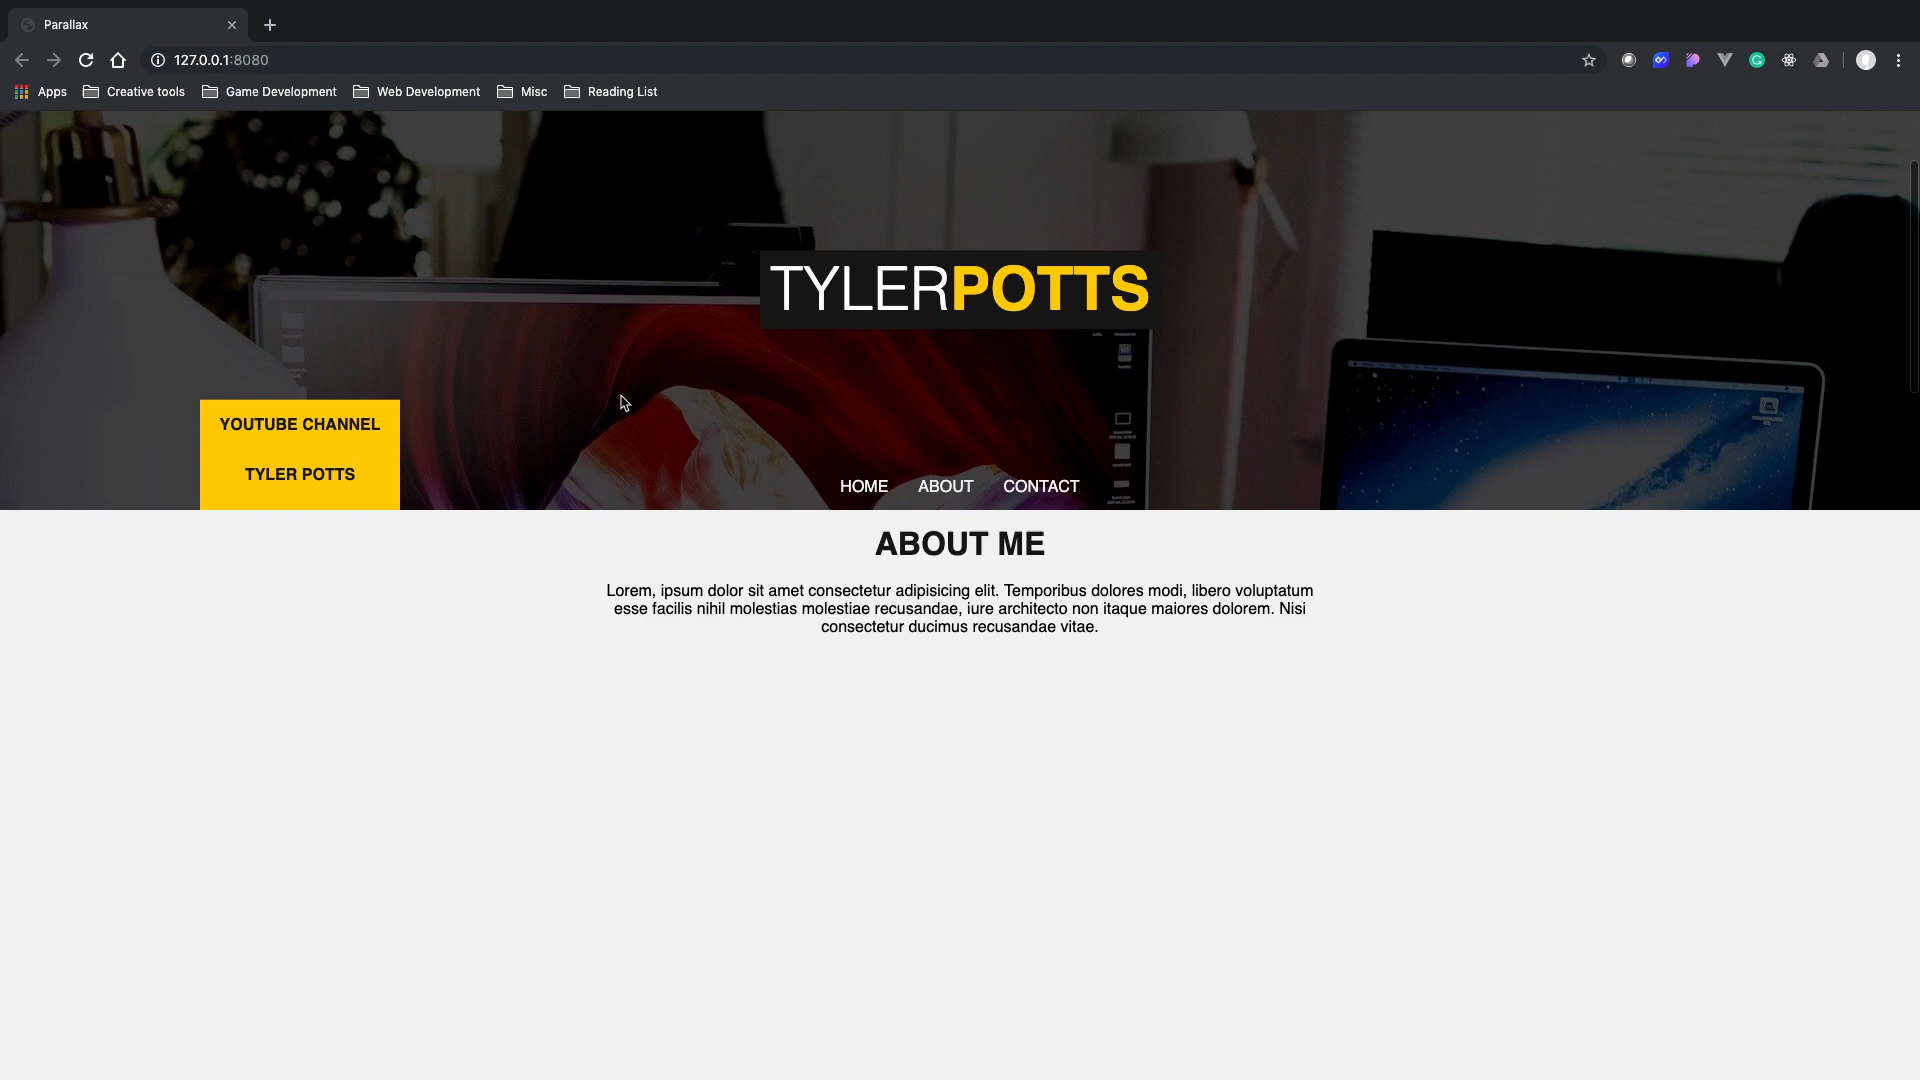 Parallax
127.0.0.1:8080
Apps
Creative tools
Game Development
Web Development
Misc
Reading List
TYLERPOTTS
YOUTUBE CHANNEL
TYLER POTTS
HOME
ABOUT
CONTACT
ABOUT ME
Lorem, ipsum dolor sit amet consectetur adipisicing elit. Temporibus dolores modi, libero voluptatum
esse facilis nihil molestias molestiae recusandae, iure architecto non itaque maiores dolorem. Nisi
consectetur ducimus recusandae vitae.